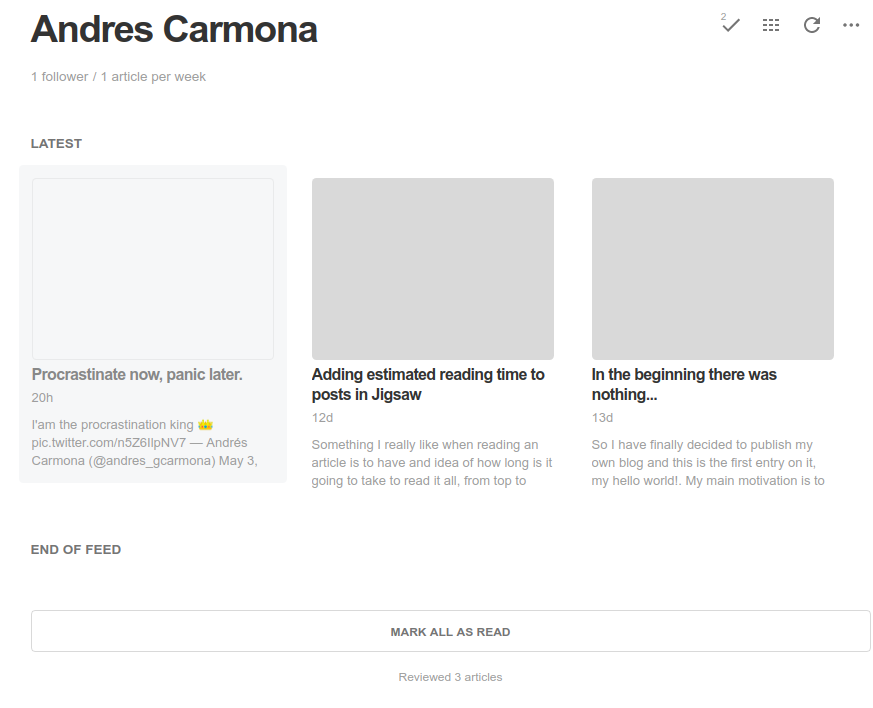 Andres Carmona
2
1 follower / 1 article per week
LATEST
Procrastinate now, panic later.
20h
I'am the procrastination king 👑
pic.twitter.com/n5Z6IlpNV7 — Andrés
Carmona (@andres_gcarmona) May 3,
Adding estimated reading time to
posts in Jigsaw
12d
Something I really like when reading an
article is to have and idea of how long is it
going to take to read it all, from top to
In the beginning there was
nothing...
13d
So I have finally decided to publish my
own blog and this is the first entry on it,
my hello world!. My main motivation is to
END OF FEED
MARK ALL AS READ
Reviewed 3 articles